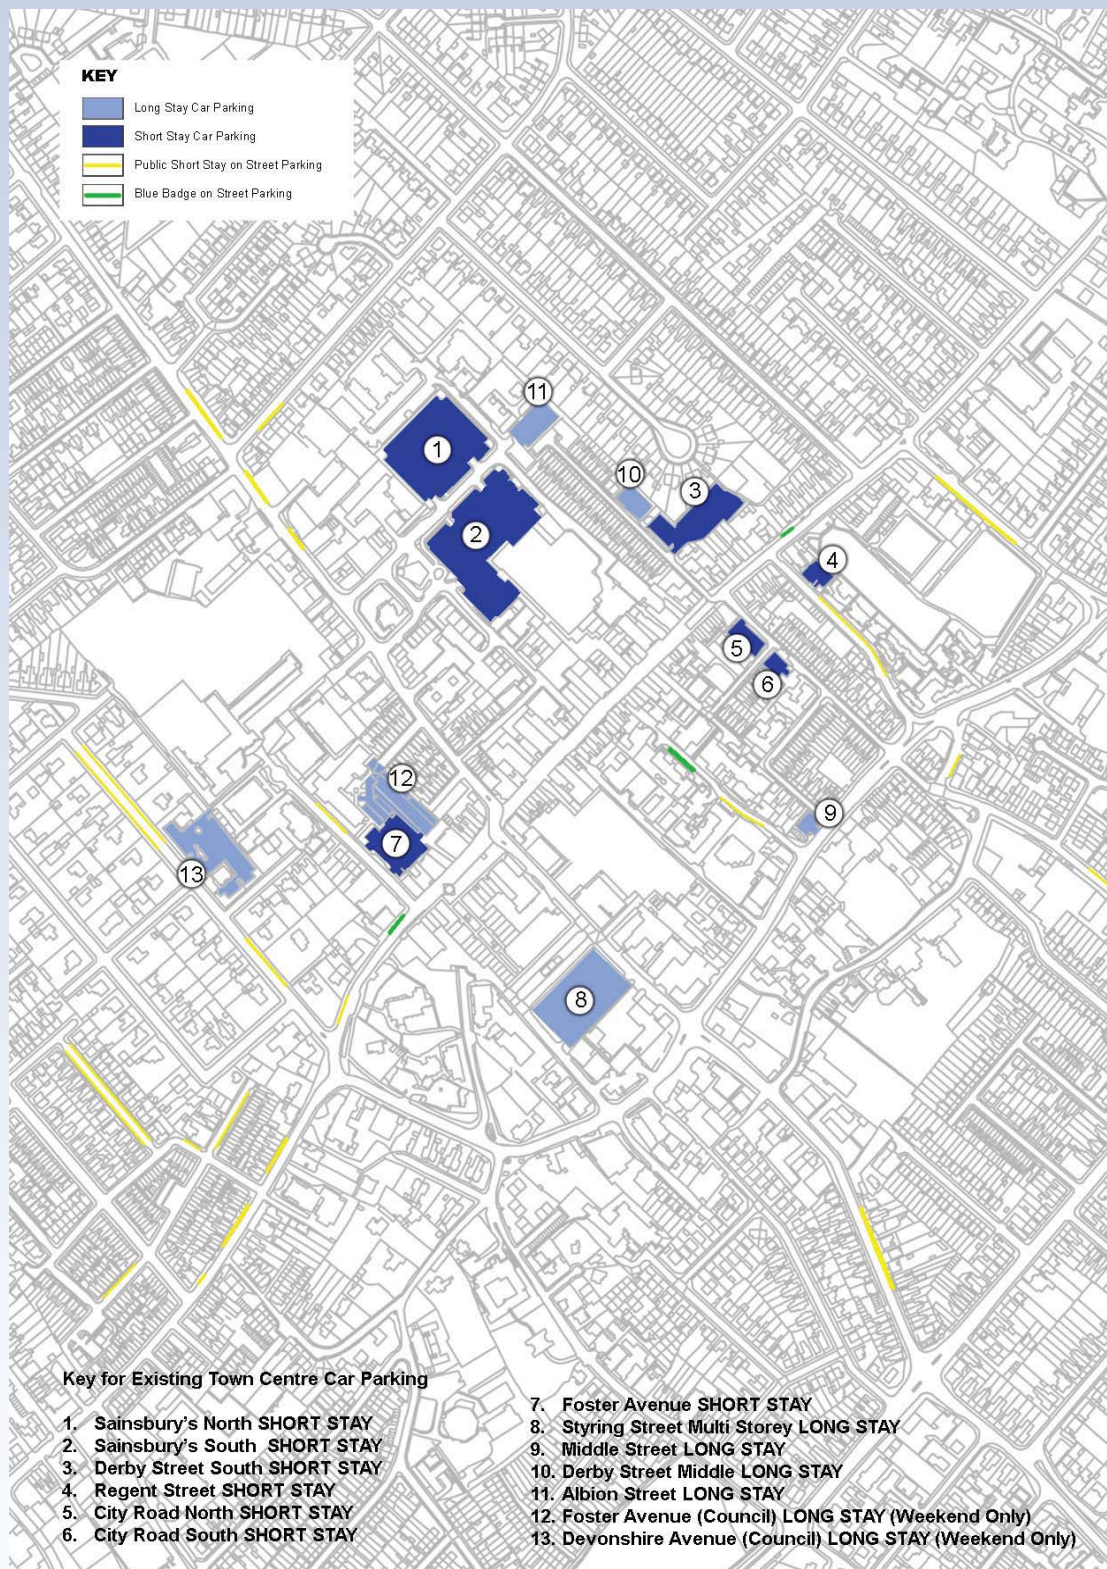 KEY
Long Stay Car Parking
Short Stay Car Parking
Public Short Stay on Street Parking
Blue Badge on Street Parking
11
1
10
3
2
4
5
6
12
9
7
13
8
Key for Existing Town Centre Car Parking
1. Sainsbury's North SHORT STAY
2. Sainsbury's South SHORT STAY
3. Derby Street South SHORT STAY
4. Regent Street SHORT STAY
5. City Road North SHORT STAY
6. City Road South SHORT STAY
7. Foster Avenue SHORT STAY
8. Styring Street Multi Storey LONG STAY
9. Middle Street LONG STAY
10. Derby Street Middle LONG STAY
11. Albion Street LONG STAY
12. Foster Avenue (Council) LONG STAY (Weekend Only)
13. Devonshire Avenue (Council) LONG STAY (Weekend Only)